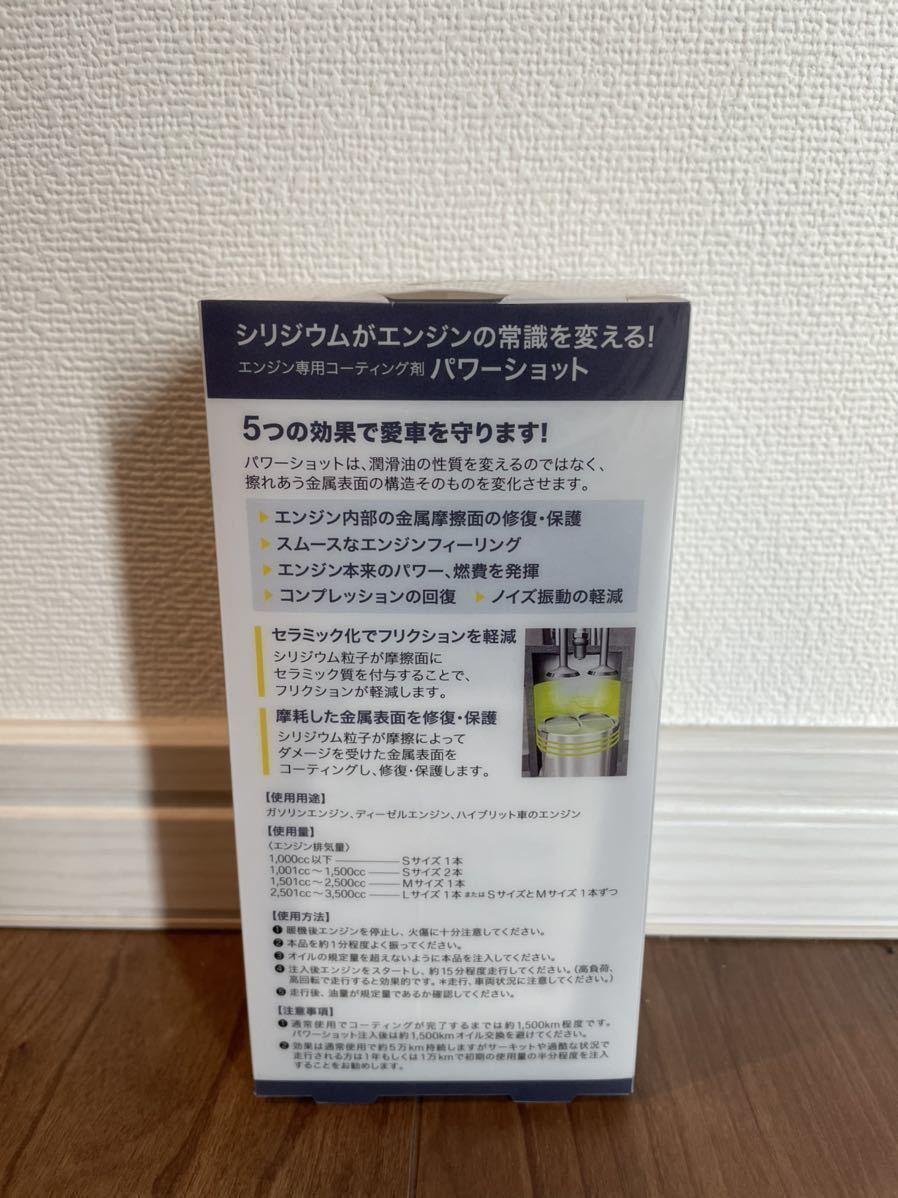 シリジウムがエンジンの常識を変える!
エンジン専用コーティング剤 パワーショット
5つの効果で愛車を守ります!
パワーショットは、潤滑油の性質を変えるのではなく、
擦れあう金属表面の構造そのものを変化させます。
▶ エンジン内部の金属摩擦面の修復・保護
▶ スムースなエンジンフィーリング
▶ エンジン本来のパワー、燃費を発揮
▶ コンプレッションの回復 ▶ ノイズ振動の軽減
セラミック化でフリクションを軽減
シリジウム粒子が摩擦面に
セラミック質を付与することで、
フリクションが軽減します。
摩耗した金属表面を修復・保護
シリジウム粒子が摩擦によって
ダメージを受けた金属表面を
コーティングし、修復・保護します。
【使用用途】
ガソリンエンジン、ディーゼルエンジン、ハイブリット車のエンジン
【使用量】
〈エンジン排気量〉
1,000cc以下 Sサイズ 1本
1,001cc〜1,500cc Sサイズ 2本
1,501cc〜2,500cc Mサイズ 1本
2,501cc〜3,500cc Lサイズ 1本 または SサイズとMサイズ 1本ずつ
【使用方法】
❶ 暖機後エンジンを停止し、火傷に十分注意してください。
❷ 本品を約1分程度よく振ってください。
❸ オイルの規定量を超えないように本品を注入してください。
❹ 注入後エンジンをスタートし、約15分程度走行してください。(高負荷、
高回転で走行すると効果的です。*走行、車両状況に注意してください。)
❺ 走行後、油量が規定量であるか確認してください。
【注意事項】
❶ 通常使用でコーティングが完了するまでは約1,500km程度です。
パワーショット注入後は約1,500kmオイル交換を避けてください。
❷ 効果は通常使用で約5万km持続しますがサーキットや過酷な状況で
走行される方は1年もしくは1万kmで初期の使用量の半分程度を注入
することをお勧めします。